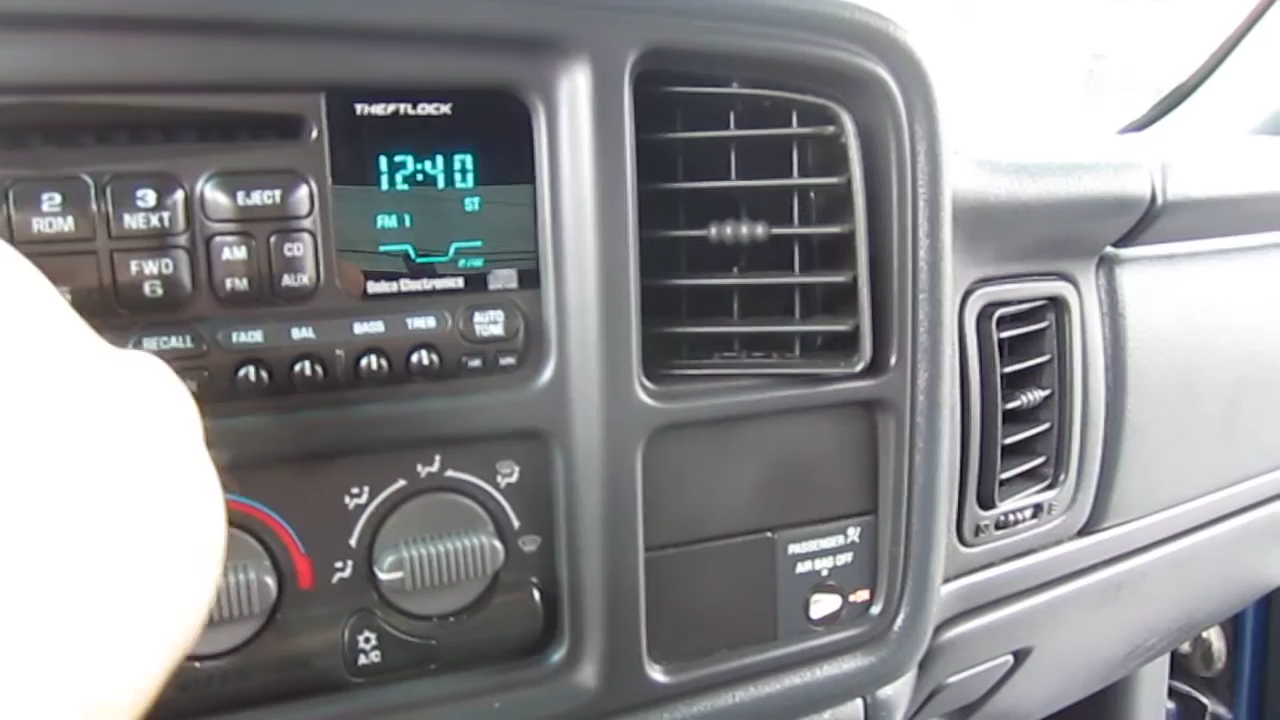 THEFTLOCK
12:40
ST
FM 1
Delco Electronics
2
RDM
3
NEXT
EJECT
FWD
6
AM
FM
CD
AUX
RECALL
FADE
BAL
BASS
TREB
AUTO
TONE
A/C
PASSENGER
AIR BAG OFF